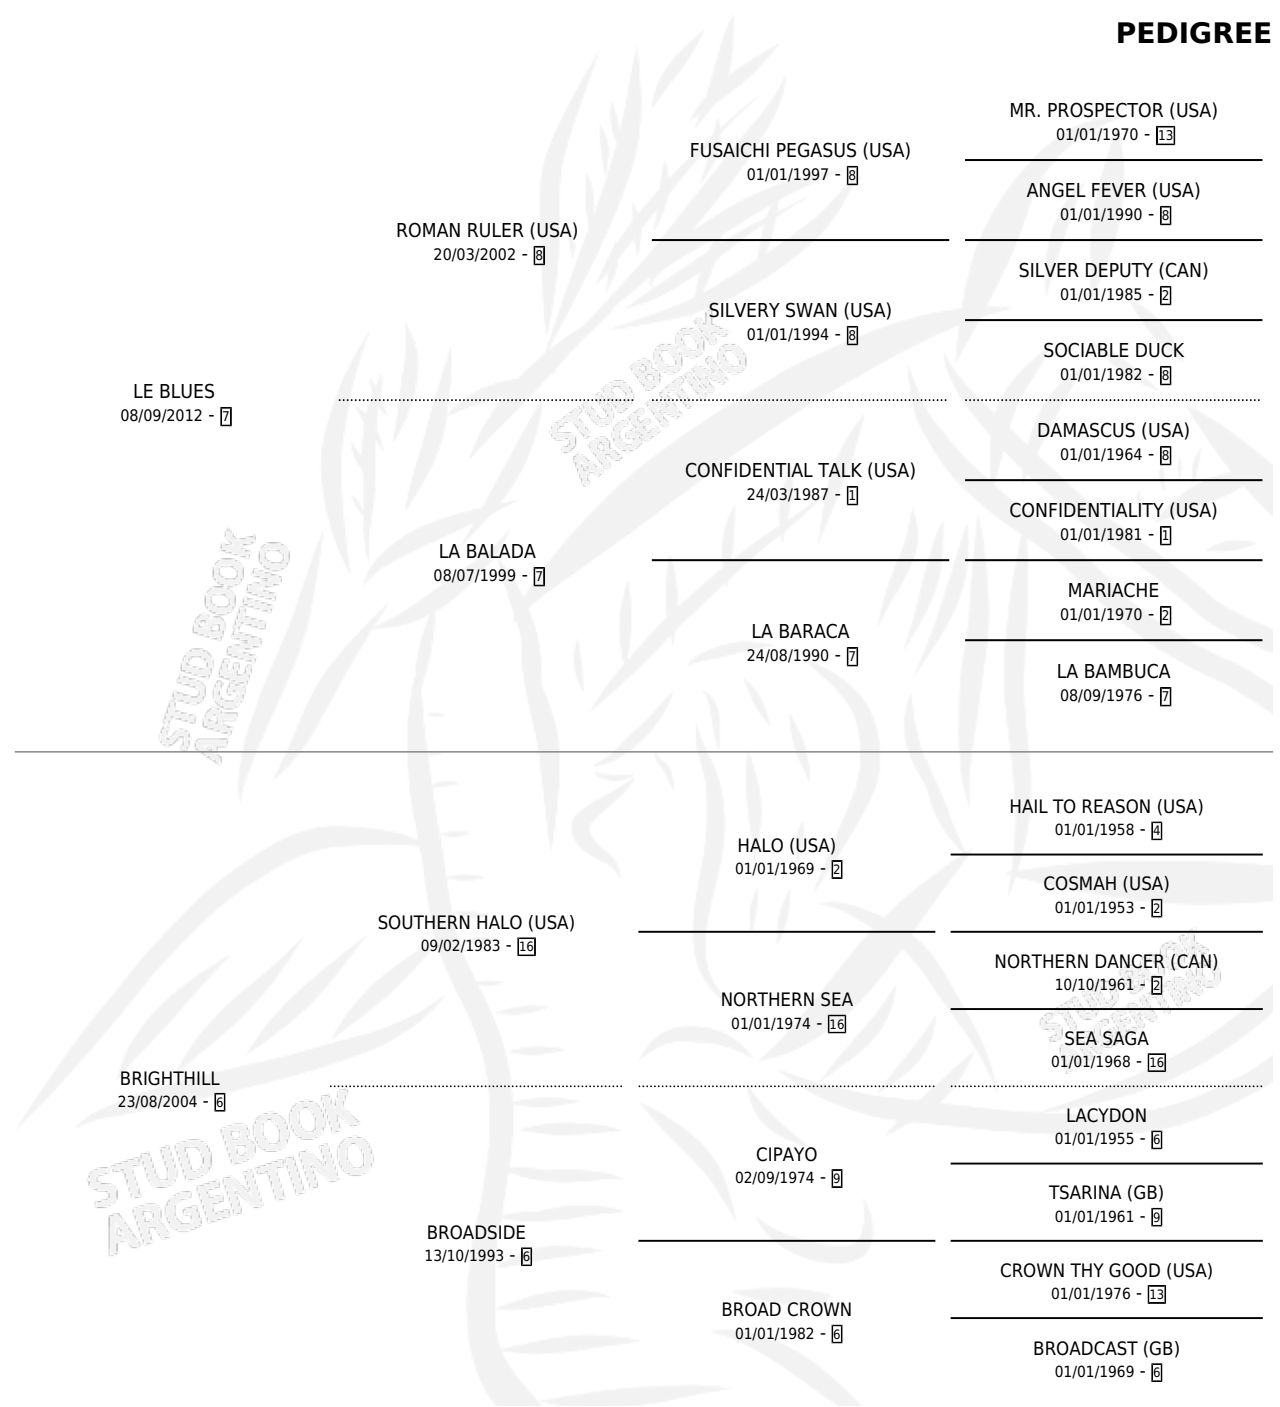 PEDIGREE
MR. PROSPECTOR (USA)
01/01/1970 - 13
FUSAICHI PEGASUS (USA)
01/01/1997 - 8
ANGEL FEVER (USA)
01/01/1990 - 8
ROMAN RULER (USA)
20/03/2002 - 8
SILVER DEPUTY (CAN)
01/01/1985 - 2
SILVERY SWAN (USA)
01/01/1994 - 8
SOCIABLE DUCK
01/01/1982 - 8
LE BLUES
08/09/2012 - 7
DAMASCUS (USA)
01/01/1964 - 8
CONFIDENTIAL TALK (USA)
24/03/1987 - 1
CONFIDENTIALITY (USA)
01/01/1981 - 1
LA BALADA
08/07/1999 - 7
MARIACHE
01/01/1970 - 2
LA BARACA
24/08/1990 - 7
LA BAMBUCA
08/09/1976 - 7
STUD BOOK
ARGENTINO
STUD BOOK
ARGENTINO
HAIL TO REASON (USA)
01/01/1958 - 4
HALO (USA)
01/01/1969 - 2
COSMAH (USA)
01/01/1953 - 2
SOUTHERN HALO (USA)
09/02/1983 - 16
NORTHERN DANCER (CAN)
10/10/1961 - 2
NORTHERN SEA
01/01/1974 - 16
SEA SAGA
01/01/1968 - 16
STUD BOOK
ARGENTINO
BRIGHTHILL
23/08/2004 - 6
LACYDON
01/01/1955 - 6
CIPAYO
02/09/1974 - 9
TSARINA (GB)
01/01/1961 - 9
BROADSIDE
13/10/1993 - 6
CROWN THY GOOD (USA)
01/01/1976 - 13
BROAD CROWN
01/01/1982 - 6
BROADCAST (GB)
01/01/1969 - 6
STUD BOOK
ARGENTINO